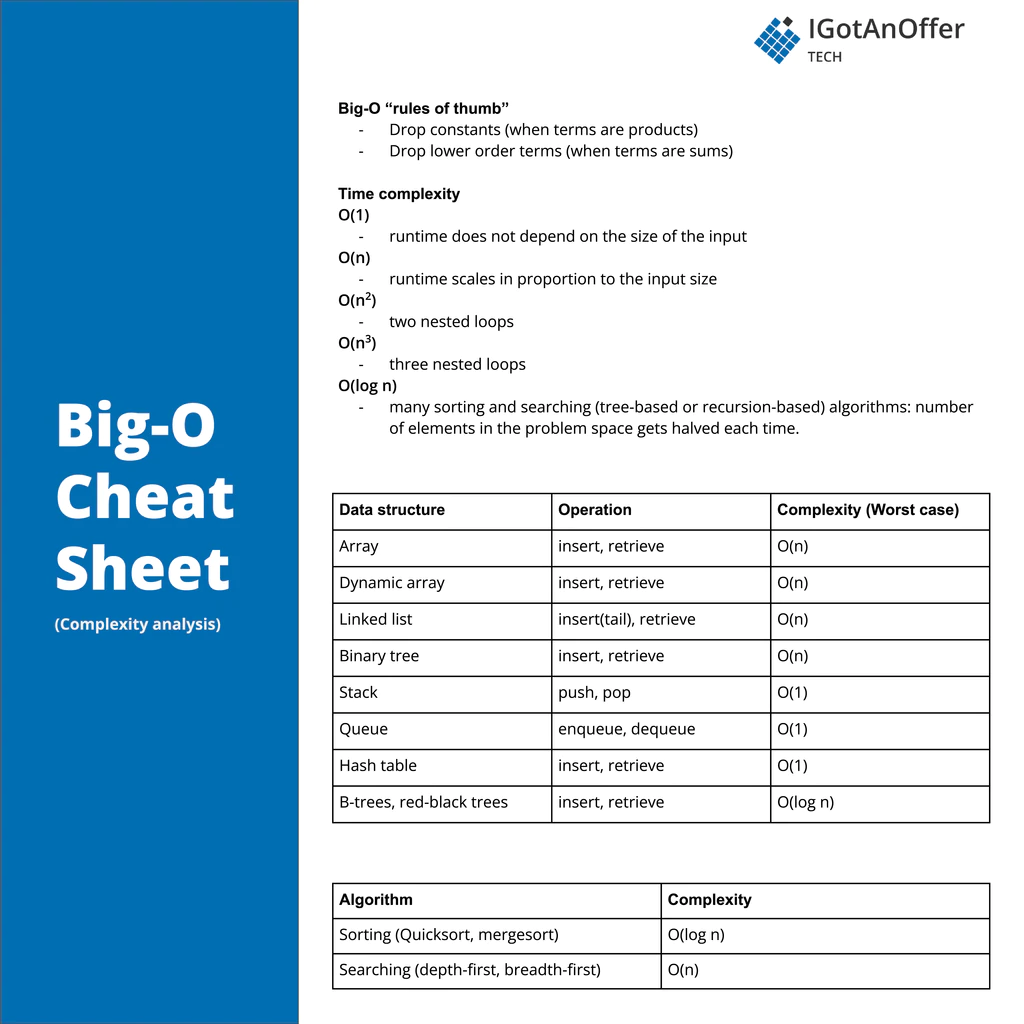 IGotAnOffer
TECH
Big-O “rules of thumb”
- Drop constants (when terms are products)
- Drop lower order terms (when terms are sums)
Time complexity
O(1)
- runtime does not depend on the size of the input
O(n)
- runtime scales in proportion to the input size
O(n²)
- two nested loops
O(n³)
- three nested loops
O(log n)
- many sorting and searching (tree-based or recursion-based) algorithms: number
of elements in the problem space gets halved each time.
Big-O
Cheat
Sheet
(Complexity analysis)
Data structure Operation Complexity (Worst case)
Array insert, retrieve O(n)
Dynamic array insert, retrieve O(n)
Linked list insert(tail), retrieve O(n)
Binary tree insert, retrieve O(n)
Stack push, pop O(1)
Queue enqueue, dequeue O(1)
Hash table insert, retrieve O(1)
B-trees, red-black trees insert, retrieve O(log n)
Algorithm Complexity
Sorting (Quicksort, mergesort) O(log n)
Searching (depth-first, breadth-first) O(n)